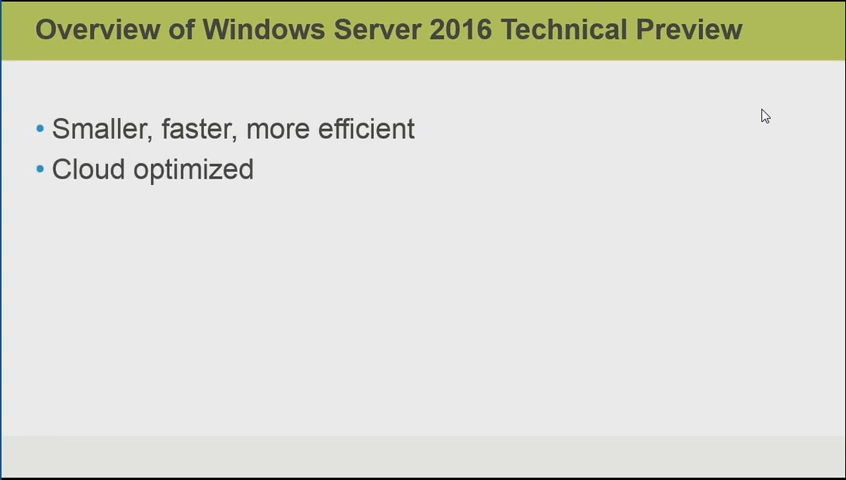 Overview of Windows Server 2016 Technical Preview
• Smaller, faster, more efficient
• Cloud optimized